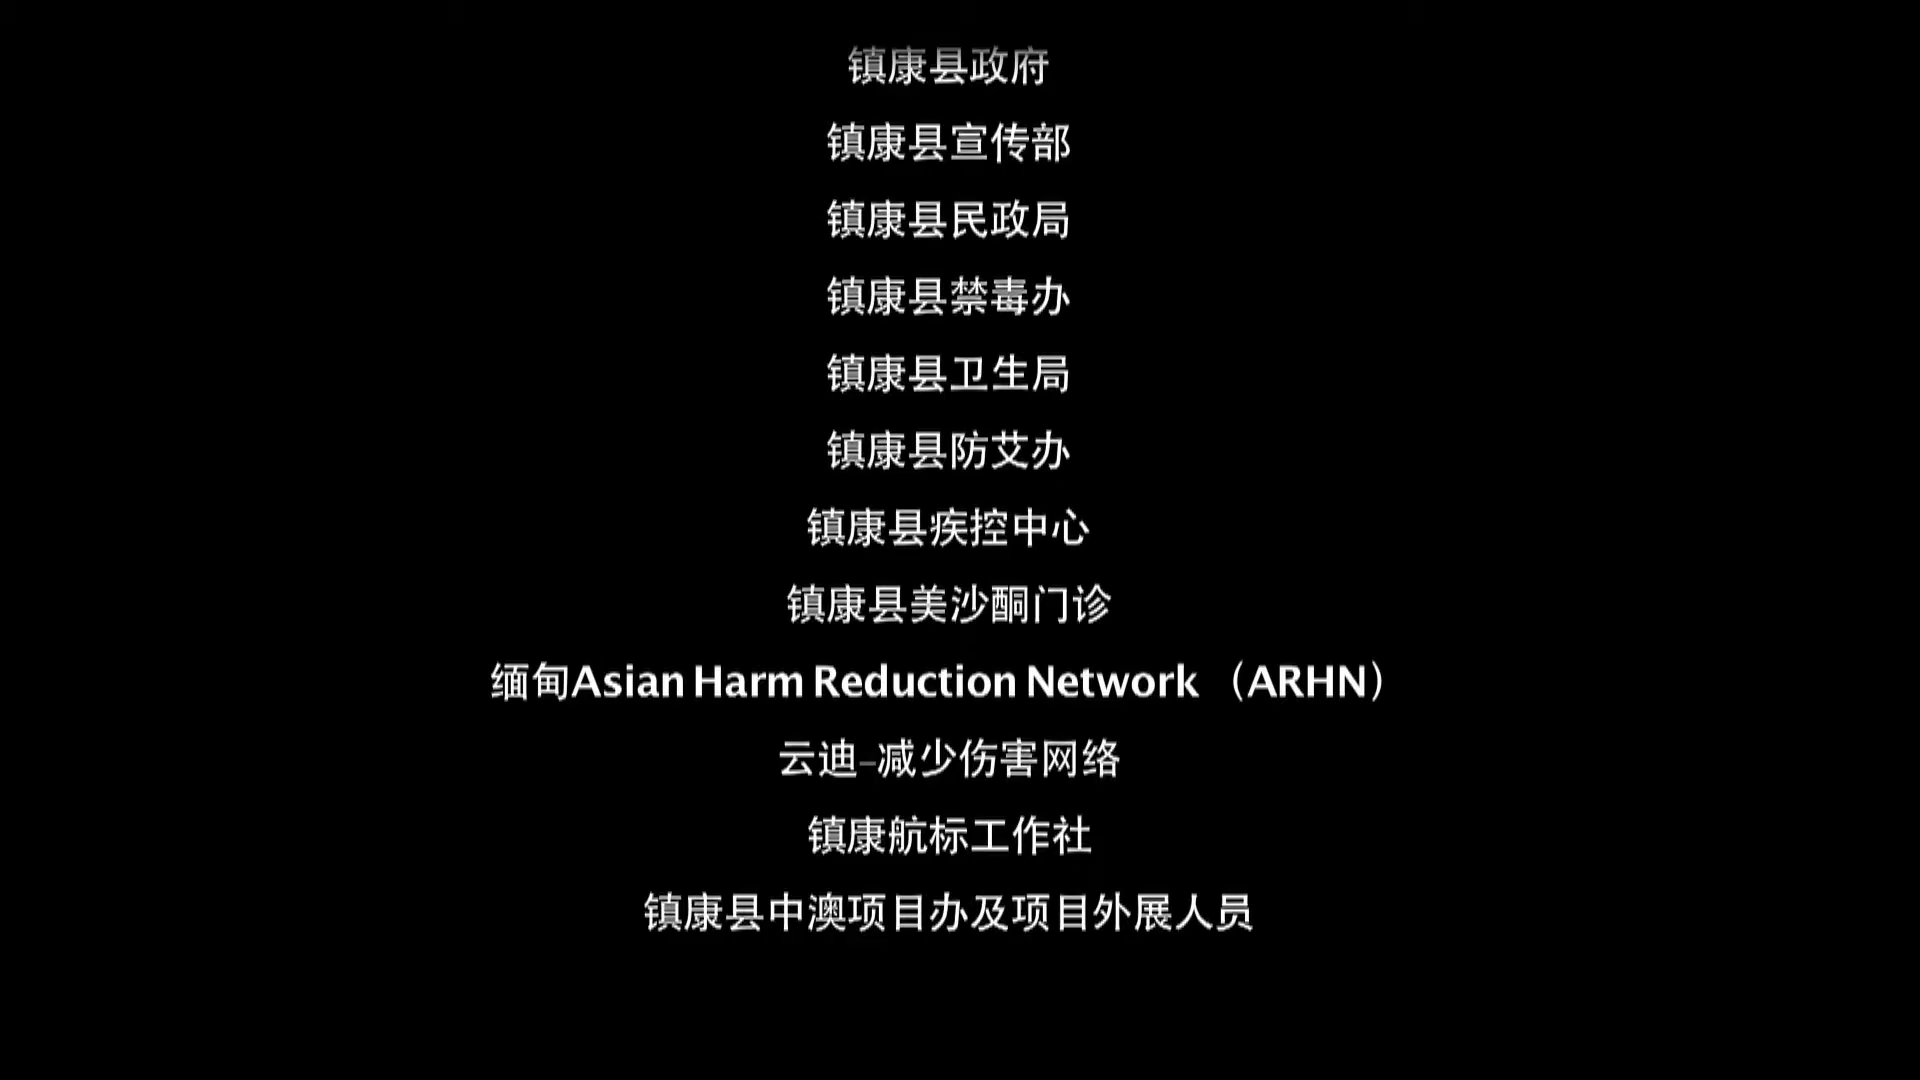 镇康县政府
镇康县宣传部
镇康县民政局
镇康县禁毒办
镇康县卫生局
镇康县防艾办
镇康县疾控中心
镇康县美沙酮门诊
缅甸Asian Harm Reduction Network （ARHN）
云迪–减少伤害网络
镇康航标工作社
镇康县中澳项目办及项目外展人员